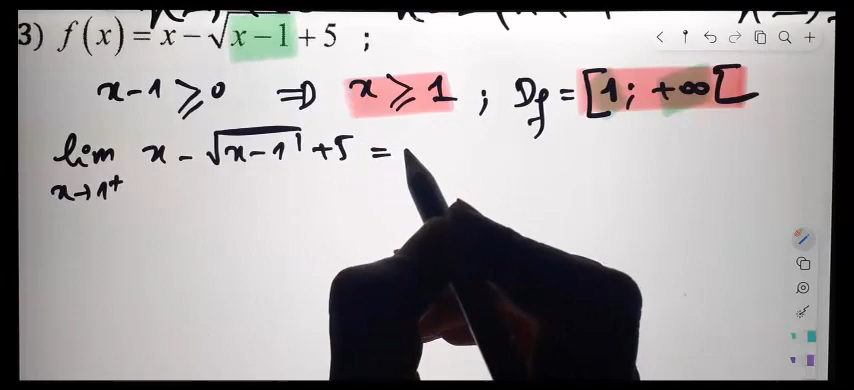 3) f(x) = x − √x−1 + 5 ;
x−1 ⩾ 0 ⇒ x ⩾ 1 ; Df = [1; +∞[
lim x − √x−1 + 5 =
x→1⁺